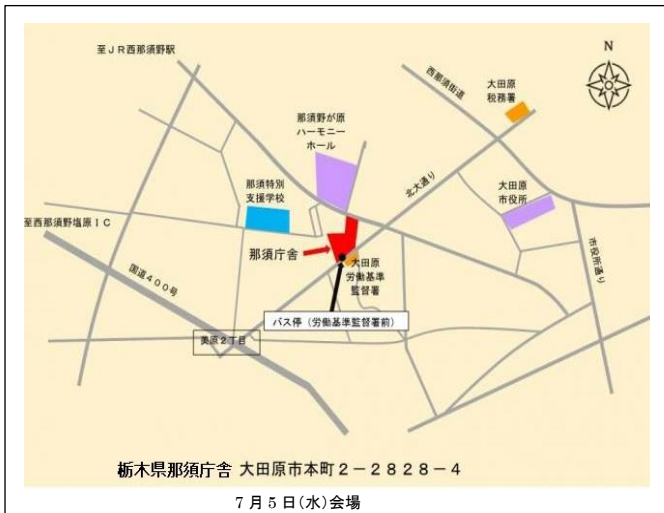 至ＪＲ西那須野駅
N
西那須街道
大田原
税務署
那須野が原
ハーモニー
ホール
北大通り
那須特別
支援学校
大田原
市役所
至西那須野塩原ＩＣ
市役所通り
那須庁舎
大田原
労働基準
監督署
国道４００号
バス停（労働基準監督署前）
美原２丁目
栃木県那須庁舎 大田原市本町２－２８２８－４
7月5日(水)会場